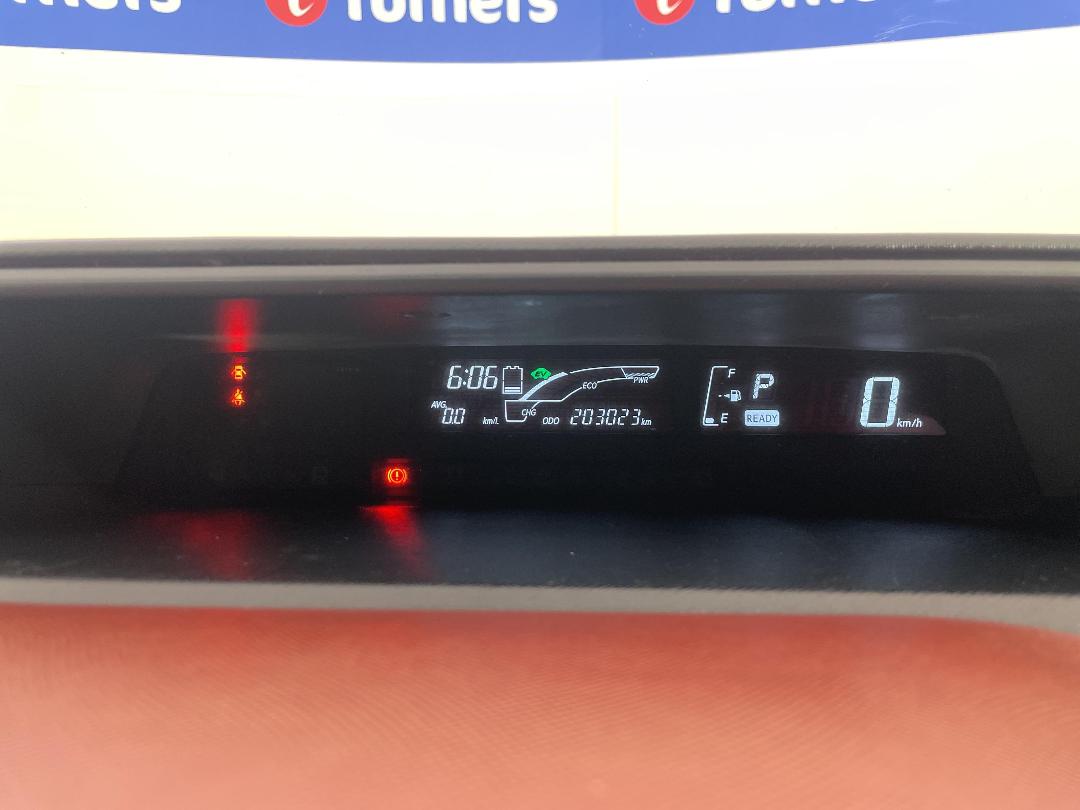 Turners
6:06
EV
ECO
PWR
AVG
0.0 km/L
CHG
ODO 203023 km
F
E
P
READY
0 km/h